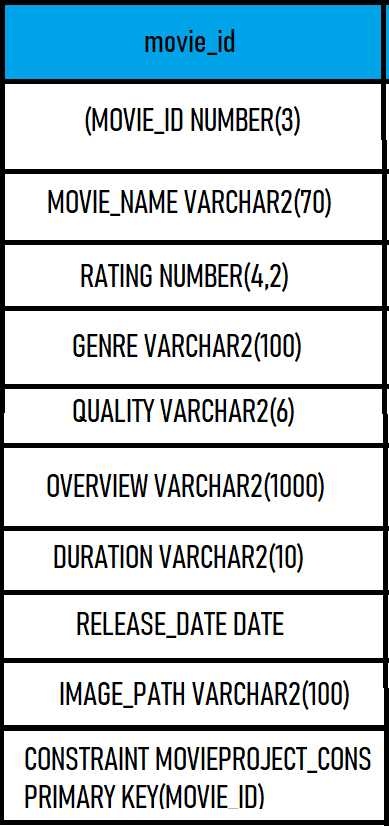 movie_id
(MOVIE_ID NUMBER(3)
MOVIE_NAME VARCHAR2(70)
RATING NUMBER(4,2)
GENRE VARCHAR2(100)
QUALITY VARCHAR2(6)
OVERVIEW VARCHAR2(1000)
DURATION VARCHAR2(10)
RELEASE_DATE DATE
IMAGE_PATH VARCHAR2(100)
CONSTRAINT MOVIEPROJECT_CONS
PRIMARY KEY(MOVIE_ID)